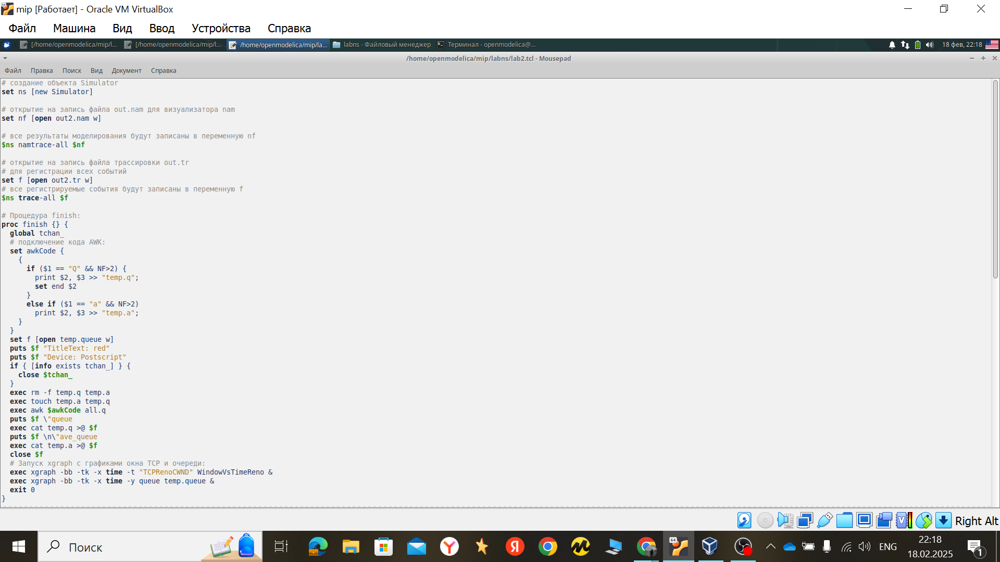 mip [Работает] - Oracle VM VirtualBox
Файл Машина Вид Ввод Устройства Справка
[/home/openmodelica/mip/l... [/home/openmodelica/mip/l... /home/openmodelica/mip/la... labns - Файловый менеджер Терминал - openmodelica@... 18 фев, 22:18
/home/openmodelica/mip/labns/lab2.tcl - Mousepad
Файл Правка Поиск Вид Документ Справка
# создание объекта Simulator
set ns [new Simulator]
# открытие на запись файла out.nam для визуализатора nam
set nf [open out2.nam w]
# все результаты моделирования будут записаны в переменную nf
$ns namtrace-all $nf
# открытие на запись файла трассировки out.tr
# для регистрации всех событий
set f [open out2.tr w]
# все регистрируемые события будут записаны в переменную f
$ns trace-all $f
# Процедура finish:
proc finish {} {
global tchan_
# подключение кода AWK:
set awkCode {
{
if ($1 == "Q" && NF>2) {
print $2, $3 >> "temp.q";
set end $2
}
else if ($1 == "a" && NF>2)
print $2, $3 >> "temp.a";
}
}
set f [open temp.queue w]
puts $f "TitleText: red"
puts $f "Device: Postscript"
if { [info exists tchan_] } {
close $tchan_
}
exec rm -f temp.q temp.a
exec touch temp.a temp.q
exec awk $awkCode all.q
puts $f \"queue
exec cat temp.q >@ $f
puts $f \n\"ave_queue
exec cat temp.a >@ $f
close $f
# Запуск xgraph с графиками окна TCP и очереди:
exec xgraph -bb -tk -x time -t "TCPRenoCWND" WindowVsTimeReno &
exec xgraph -bb -tk -x time -y queue temp.queue &
exit 0
}
Right Alt
Поиск
ENG
22:18
18.02.2025
1